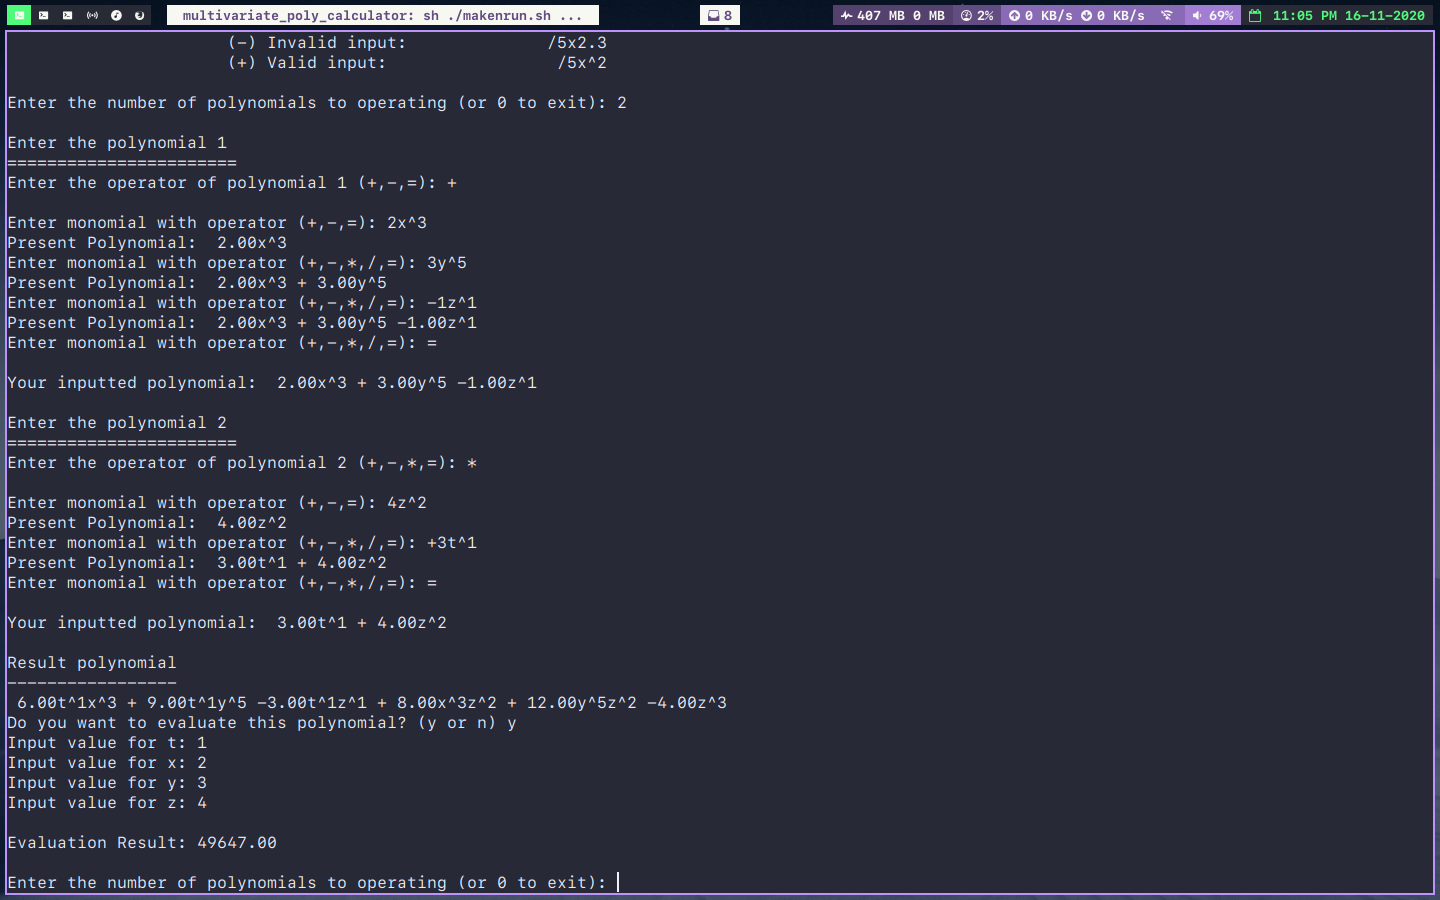 multivariate_poly_calculator: sh ./makenrun.sh ... 8 407 MB 0 MB 2% 0 KB/s 0 KB/s 69% 11:05 PM 16-11-2020
(-) Invalid input: /5x2.3
(+) Valid input: /5x^2
Enter the number of polynomials to operating (or 0 to exit): 2
Enter the polynomial 1
=======================
Enter the operator of polynomial 1 (+,-,=): +
Enter monomial with operator (+,-,=): 2x^3
Present Polynomial: 2.00x^3
Enter monomial with operator (+,-,*,/,=): 3y^5
Present Polynomial: 2.00x^3 + 3.00y^5
Enter monomial with operator (+,-,*,/,=): -1z^1
Present Polynomial: 2.00x^3 + 3.00y^5 -1.00z^1
Enter monomial with operator (+,-,*,/,=): =
Your inputted polynomial: 2.00x^3 + 3.00y^5 -1.00z^1
Enter the polynomial 2
=======================
Enter the operator of polynomial 2 (+,-,*,=): *
Enter monomial with operator (+,-,=): 4z^2
Present Polynomial: 4.00z^2
Enter monomial with operator (+,-,*,/,=): +3t^1
Present Polynomial: 3.00t^1 + 4.00z^2
Enter monomial with operator (+,-,*,/,=): =
Your inputted polynomial: 3.00t^1 + 4.00z^2
Result polynomial
-----------------
6.00t^1x^3 + 9.00t^1y^5 -3.00t^1z^1 + 8.00x^3z^2 + 12.00y^5z^2 -4.00z^3
Do you want to evaluate this polynomial? (y or n) y
Input value for t: 1
Input value for x: 2
Input value for y: 3
Input value for z: 4
Evaluation Result: 49647.00
Enter the number of polynomials to operating (or 0 to exit):